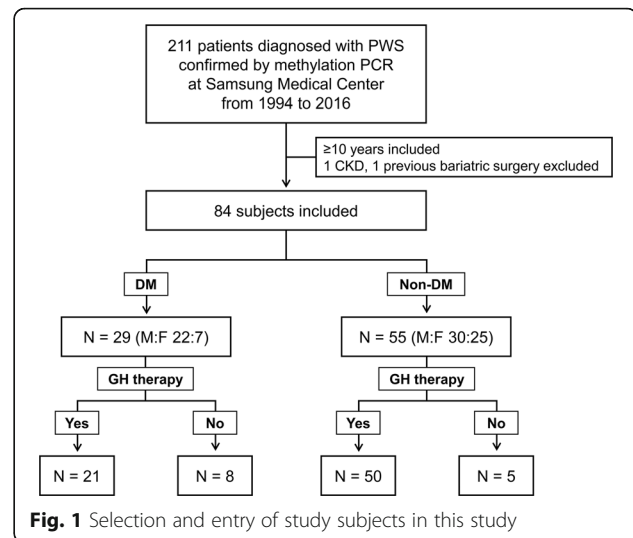 211 patients diagnosed with PWS
confirmed by methylation PCR
at Samsung Medical Center
from 1994 to 2016
≥10 years included
1 CKD, 1 previous bariatric surgery excluded
84 subjects included
DM
Non-DM
N = 29 (M:F 22:7)
N = 55 (M:F 30:25)
GH therapy
GH therapy
Yes
No
Yes
No
N = 21
N = 8
N = 50
N = 5
Fig. 1 Selection and entry of study subjects in this study